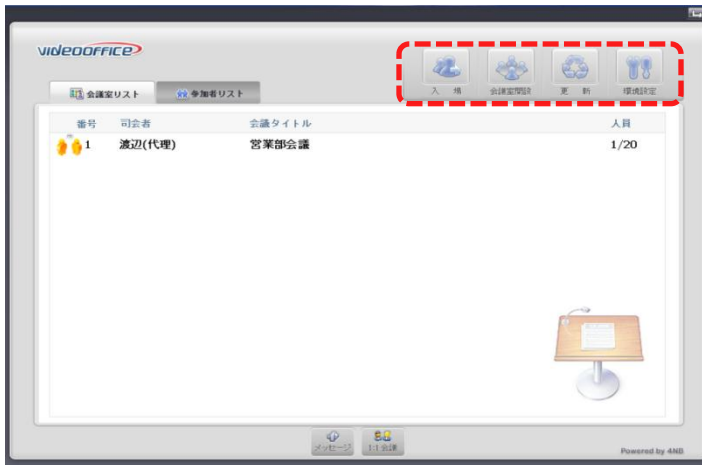 VIDEOOFFICE
入 場 会議室開設 更 新 環境設定
会議室リスト 参加者リスト
番号 司会者 会議タイトル 人員
1 渡辺(代理) 営業部会議 1/20
メッセージ 1:1 会議
Powered by 4NB